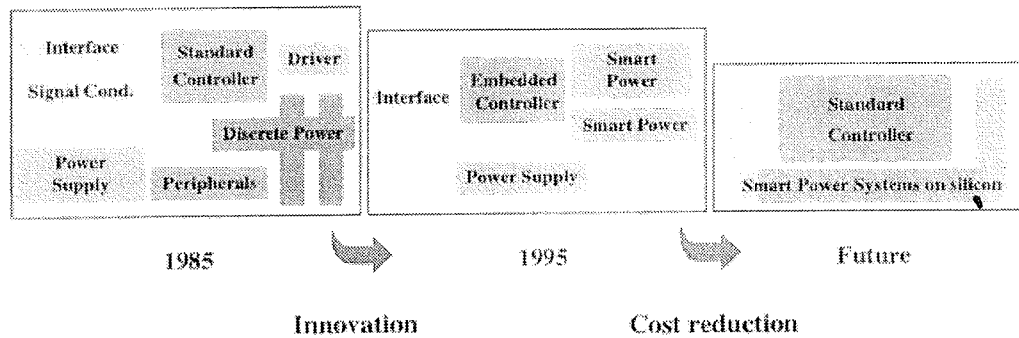 Interface
Signal Cond.
Standard
Controller
Driver
Discrete Power
Power
Supply
Peripherals
Interface
Embedded
Controller
Smart
Power
Smart Power
Power Supply
Standard
Controller
Smart Power Systems on silicon
1985
1995
Future
Innovation
Cost reduction